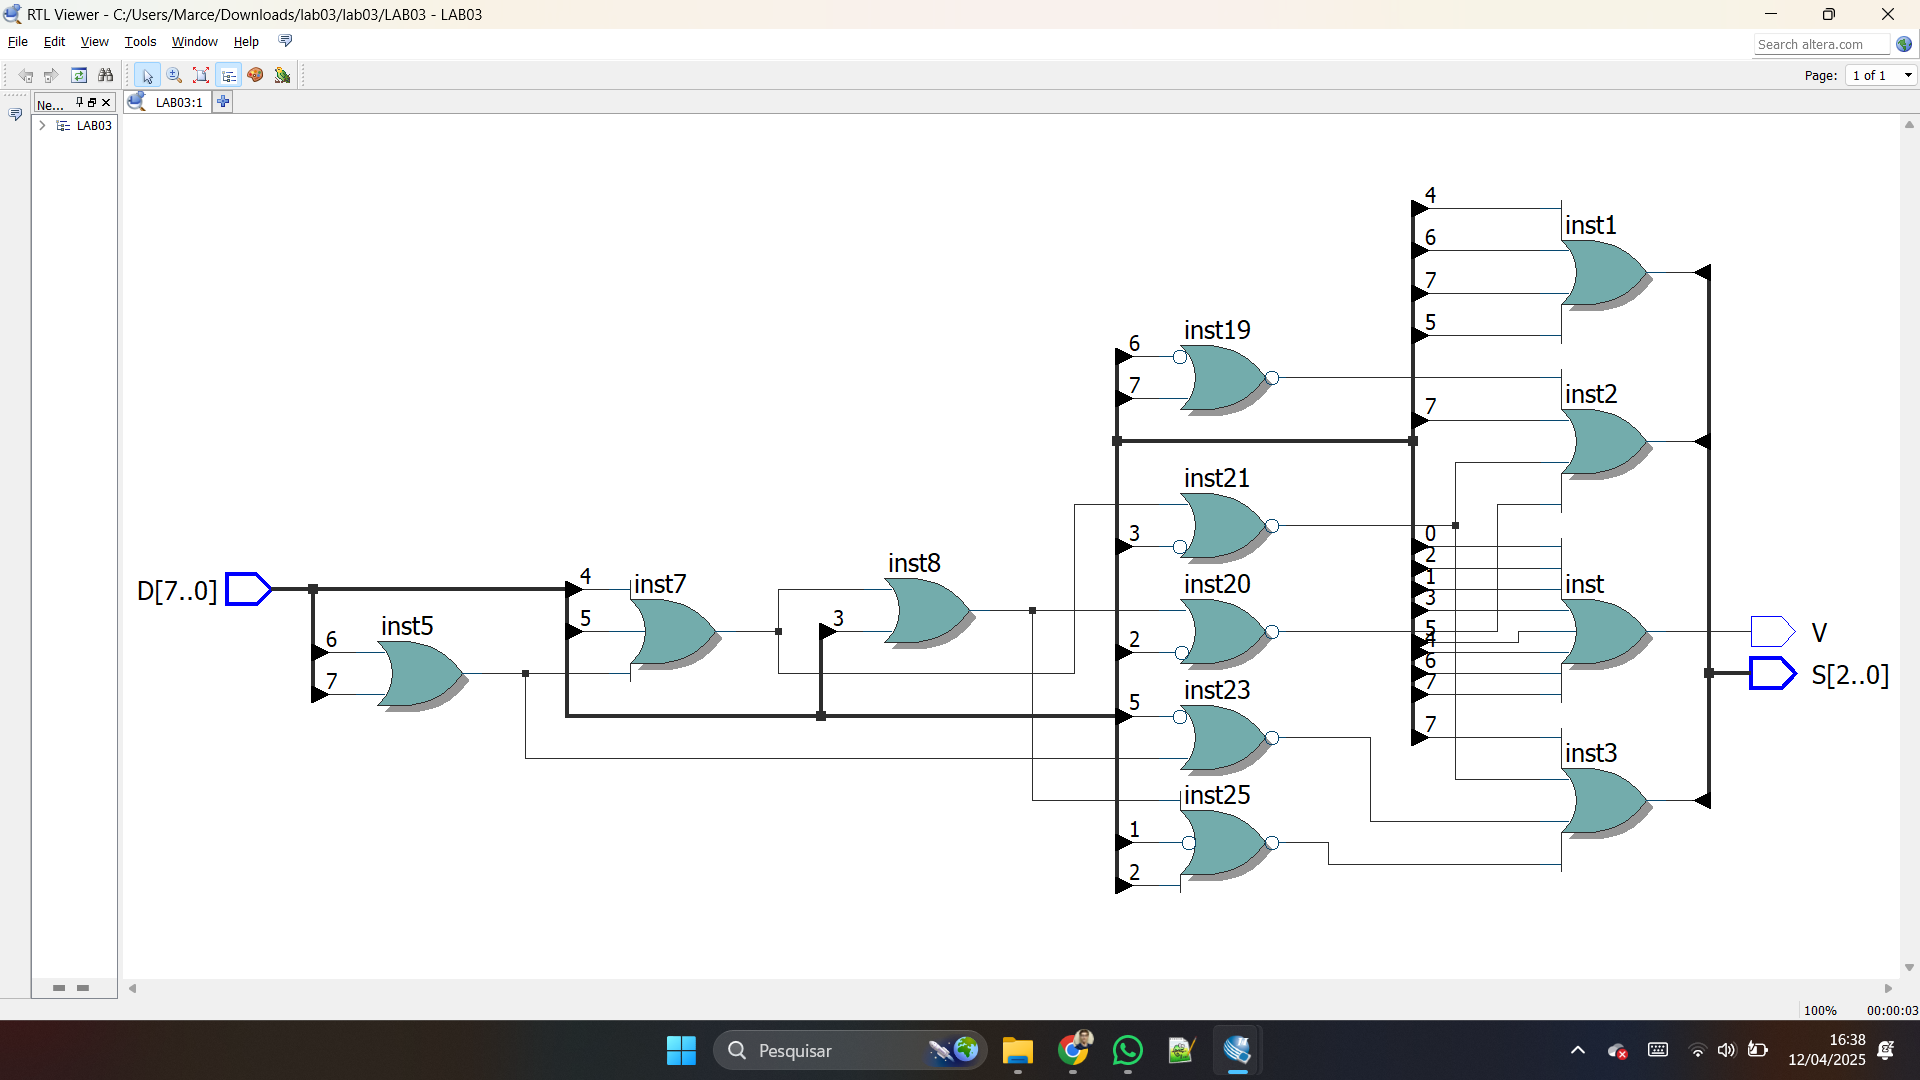 RTL Viewer - C:/Users/Marce/Downloads/lab03/lab03/LAB03 - LAB03
File Edit View Tools Window Help
Search altera.com
Page: 1 of 1
Ne...
LAB03:1
LAB03
4
inst1
6
7
5
inst19
6
7
inst2
7
inst21
3
0
2
1
3
5
4
6
7
inst
inst8
3
inst20
2
D[7..0]
4
inst7
5
inst5
6
7
V
S[2..0]
inst23
5
7
inst3
inst25
1
2
100% 00:00:03
Pesquisar
16:38
12/04/2025